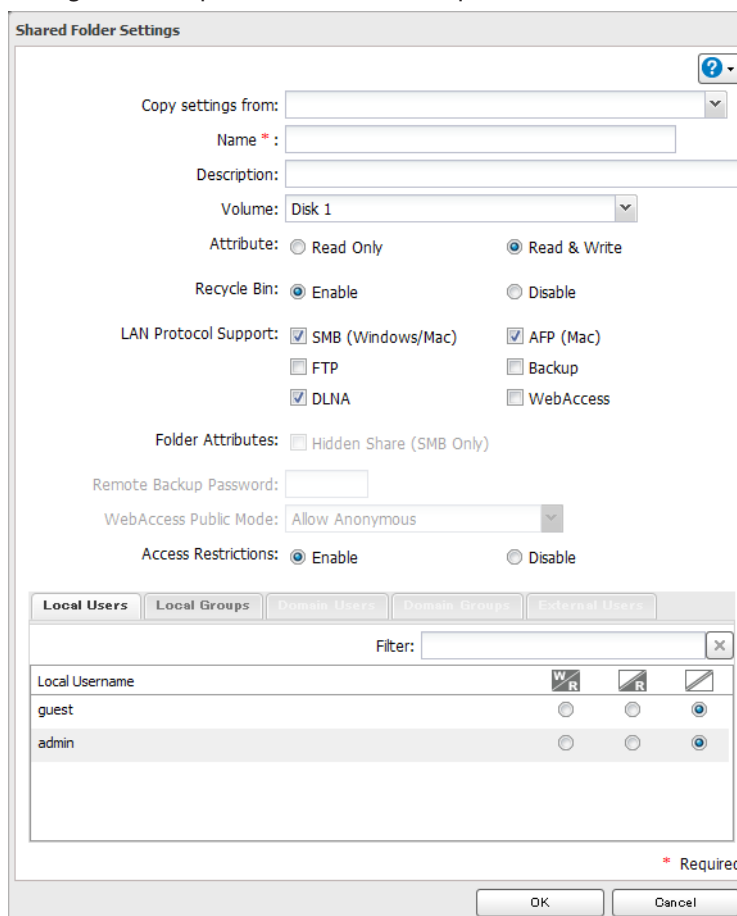 Shared Folder Settings
?
Copy settings from:
Name * :
Description:
Volume: Disk 1
Attribute: Read Only Read & Write
Recycle Bin: Enable Disable
LAN Protocol Support: SMB (Windows/Mac) AFP (Mac)
FTP Backup
DLNA WebAccess
Folder Attributes: Hidden Share (SMB Only)
Remote Backup Password:
WebAccess Public Mode: Allow Anonymous
Access Restrictions: Enable Disable
Local Users Local Groups Domain Users Domain Groups External Users
Filter:
Local Username W/R R
guest
admin
* Required
OK Cancel